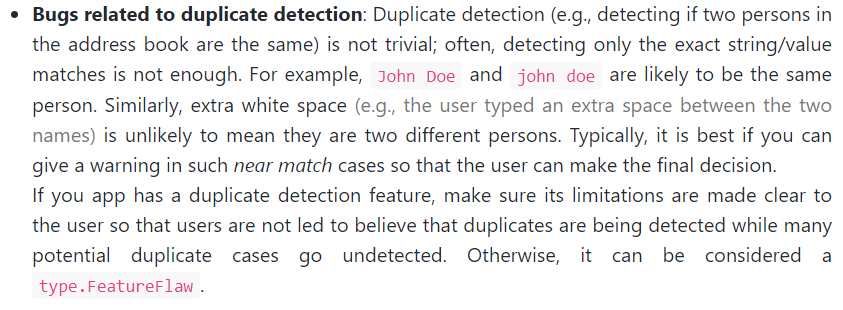 • Bugs related to duplicate detection: Duplicate detection (e.g., detecting if two persons in
the address book are the same) is not trivial; often, detecting only the exact string/value
matches is not enough. For example, John Doe and john doe are likely to be the same
person. Similarly, extra white space (e.g., the user typed an extra space between the two
names) is unlikely to mean they are two different persons. Typically, it is best if you can
give a warning in such near match cases so that the user can make the final decision.
If you app has a duplicate detection feature, make sure its limitations are made clear to
the user so that users are not led to believe that duplicates are being detected while many
potential duplicate cases go undetected. Otherwise, it can be considered a
type.FeatureFlaw.